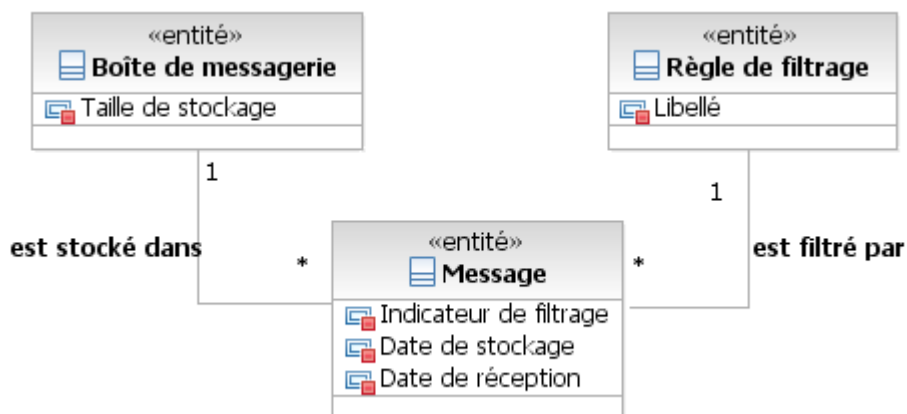 «entité»
Boîte de messagerie
Taille de stockage
«entité»
Règle de filtrage
Libellé
1
1
est stocké dans
*
*
est filtré par
«entité»
Message
Indicateur de filtrage
Date de stockage
Date de réception